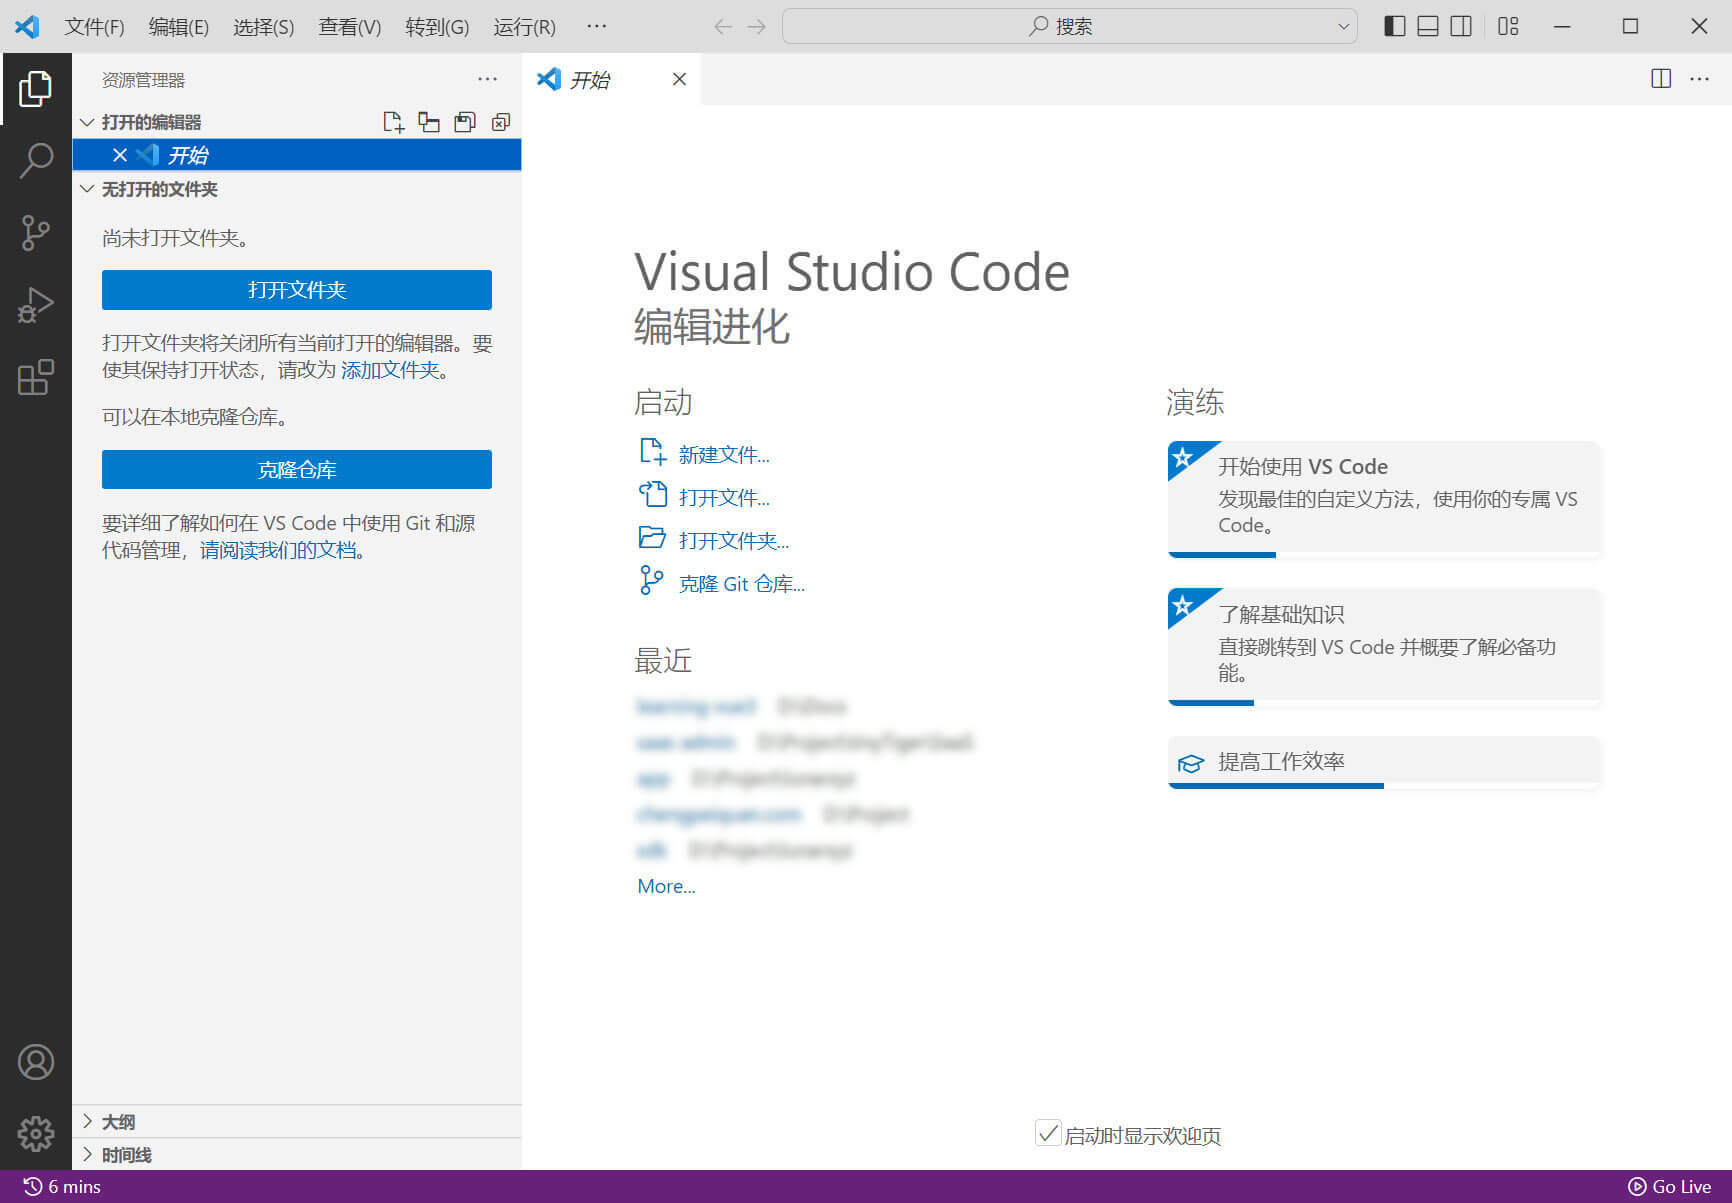 文件(F) 编辑(E) 选择(S) 查看(V) 转到(G) 运行(R) ··· 搜索
资源管理器
打开的编辑器
开始
无打开的文件夹
尚未打开文件夹。
打开文件夹
打开文件夹将关闭所有当前打开的编辑器。要
使其保持打开状态，请改为 添加文件夹。
可以在本地克隆仓库。
克隆仓库
要详细了解如何在 VS Code 中使用 Git 和源
代码管理，请阅读我们的文档。
大纲
时间线
开始
Visual Studio Code
编辑进化
启动
新建文件...
打开文件...
打开文件夹...
克隆 Git 仓库...
最近
More...
演练
开始使用 VS Code
发现最佳的自定义方法，使用你的专属 VS
Code。
了解基础知识
直接跳转到 VS Code 并概要了解必备功
能。
提高工作效率
启动时显示欢迎页
6 mins
Go Live